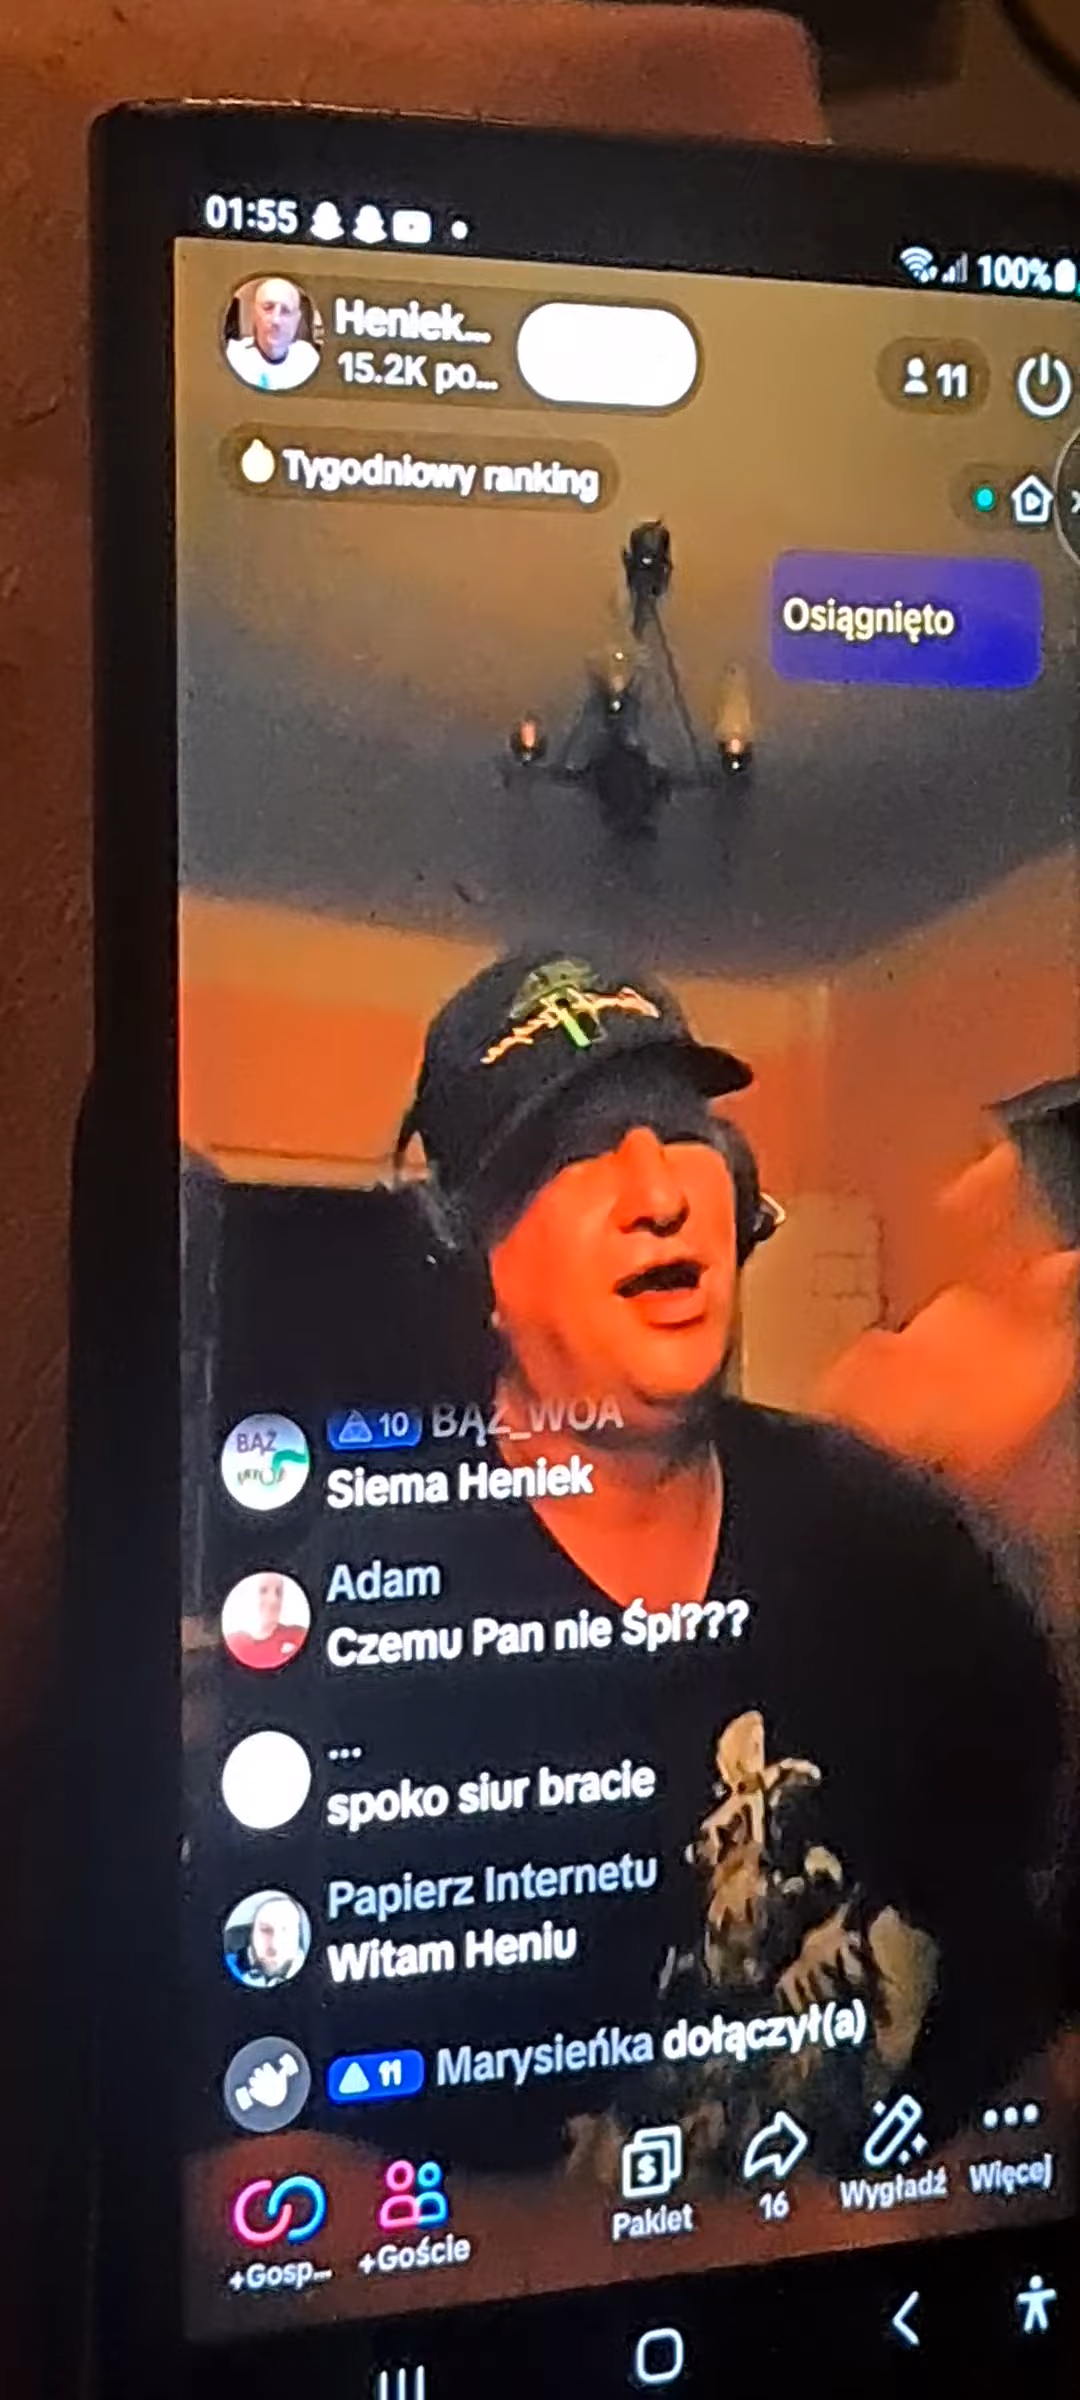 01:55
100%
Heniek...
15.2K po...
11
Tygodniowy ranking
Osiągnięto
10 BĄŹ_WOA
Siema Heniek
Adam
Czemu Pan nie Śpi???
...
spoko siur bracie
Papierz Internetu
Witam Heniu
11 Marysieńka dołączył(a)
+Gosp...
+Goście
Pakiet
16
Wygładź
Więcej